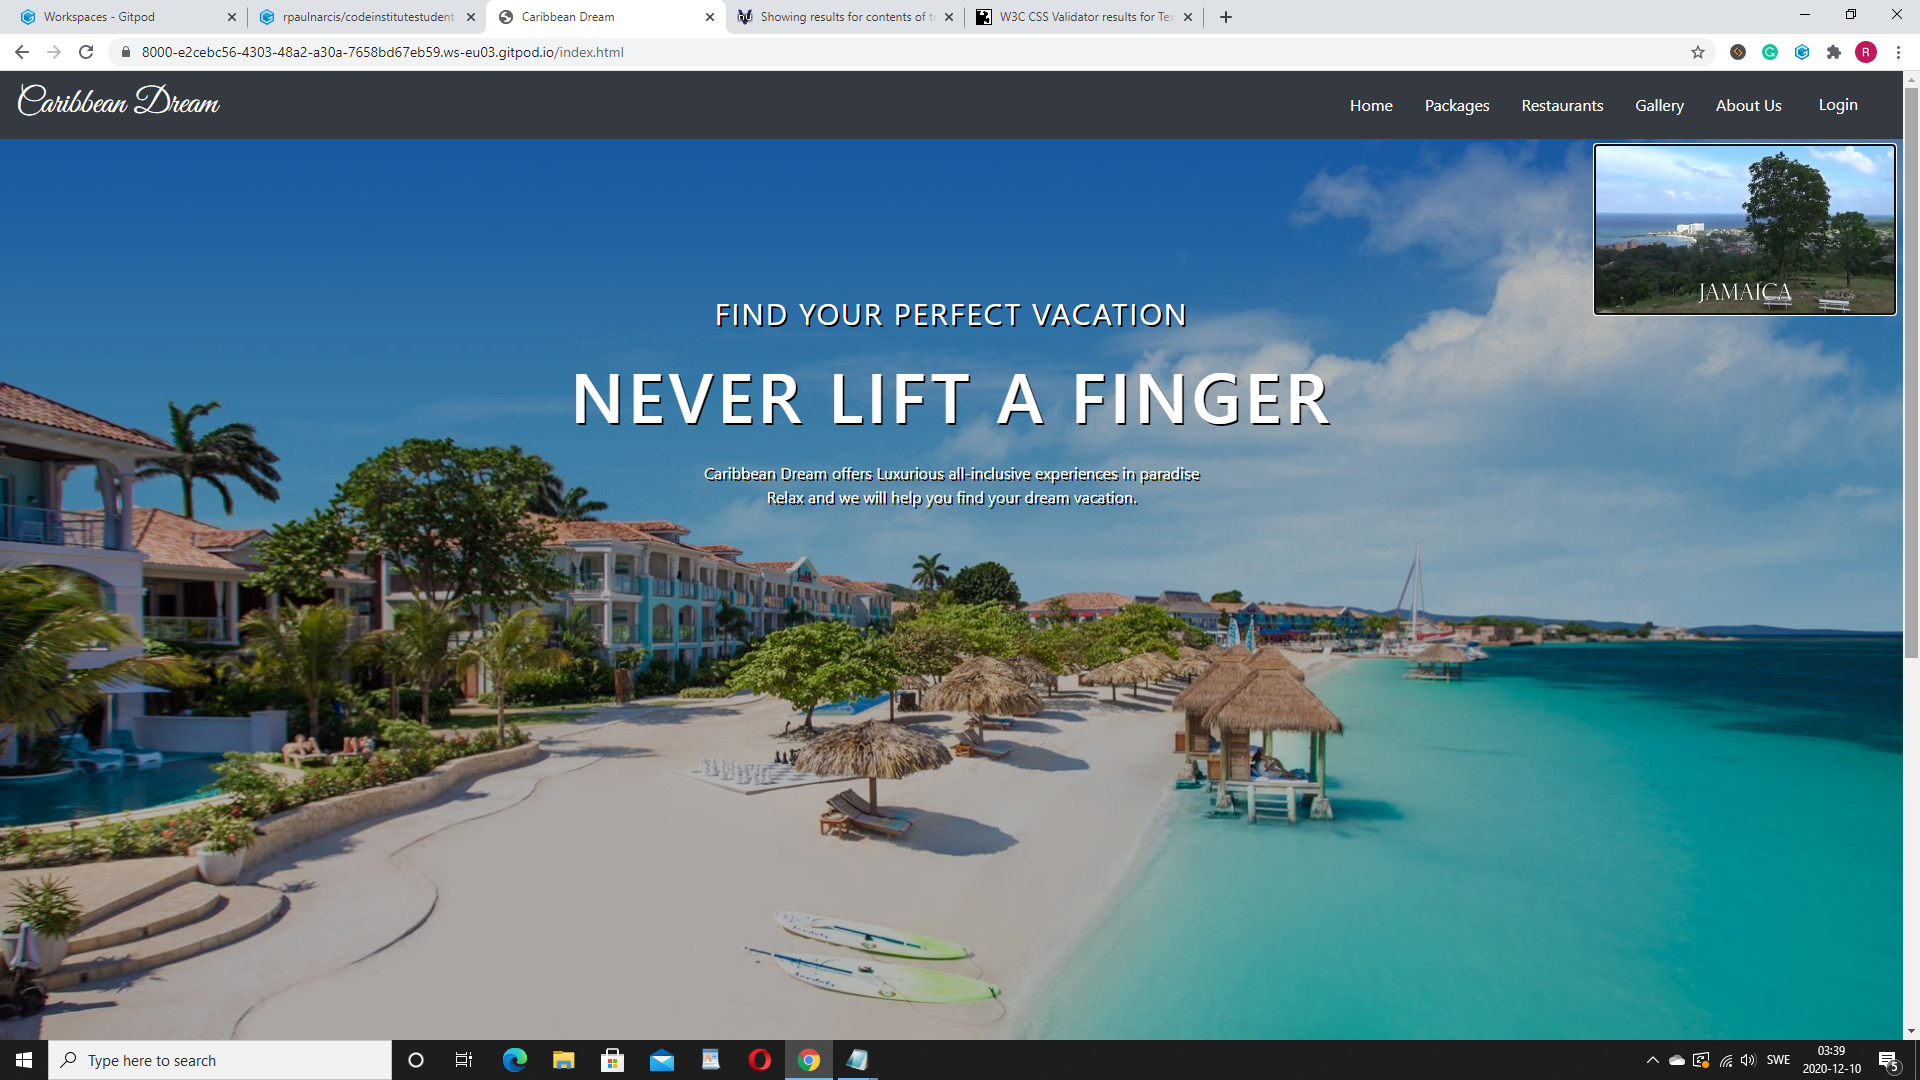 Workspaces - Gitpod
rpaulnarcis/codeinstitutestudent
Caribbean Dream
Showing results for contents of te
W3C CSS Validator results for Tex
8000-e2cebc56-4303-48a2-a30a-7658bd67eb59.ws-eu03.gitpod.io/index.html
R
Caribbean Dream
Home
Packages
Restaurants
Gallery
About Us
Login
JAMAICA
FIND YOUR PERFECT VACATION
NEVER LIFT A FINGER
Caribbean Dream offers Luxurious all-inclusive experiences in paradise
Relax and we will help you find your dream vacation.
Type here to search
SWE
03:39
2020-12-10
5